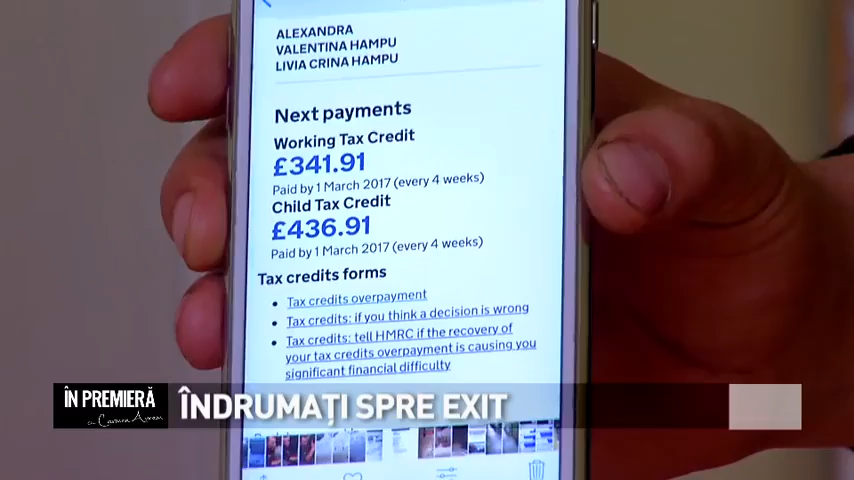 ALEXANDRA
VALENTINA HAMPU
LIVIA CRINA HAMPU
Next payments
Working Tax Credit
£341.91
Paid by 1 March 2017 (every 4 weeks)
Child Tax Credit
£436.91
Paid by 1 March 2017 (every 4 weeks)
Tax credits forms
Tax credits overpayment
Tax credits: if you think a decision is wrong
Tax credits: tell HMRC if the recovery of
your tax credits overpayment is causing you
significant financial difficulty
ÎN PREMIERĂ
cu Carmen Avram
ÎNDRUMAȚI SPRE EXIT